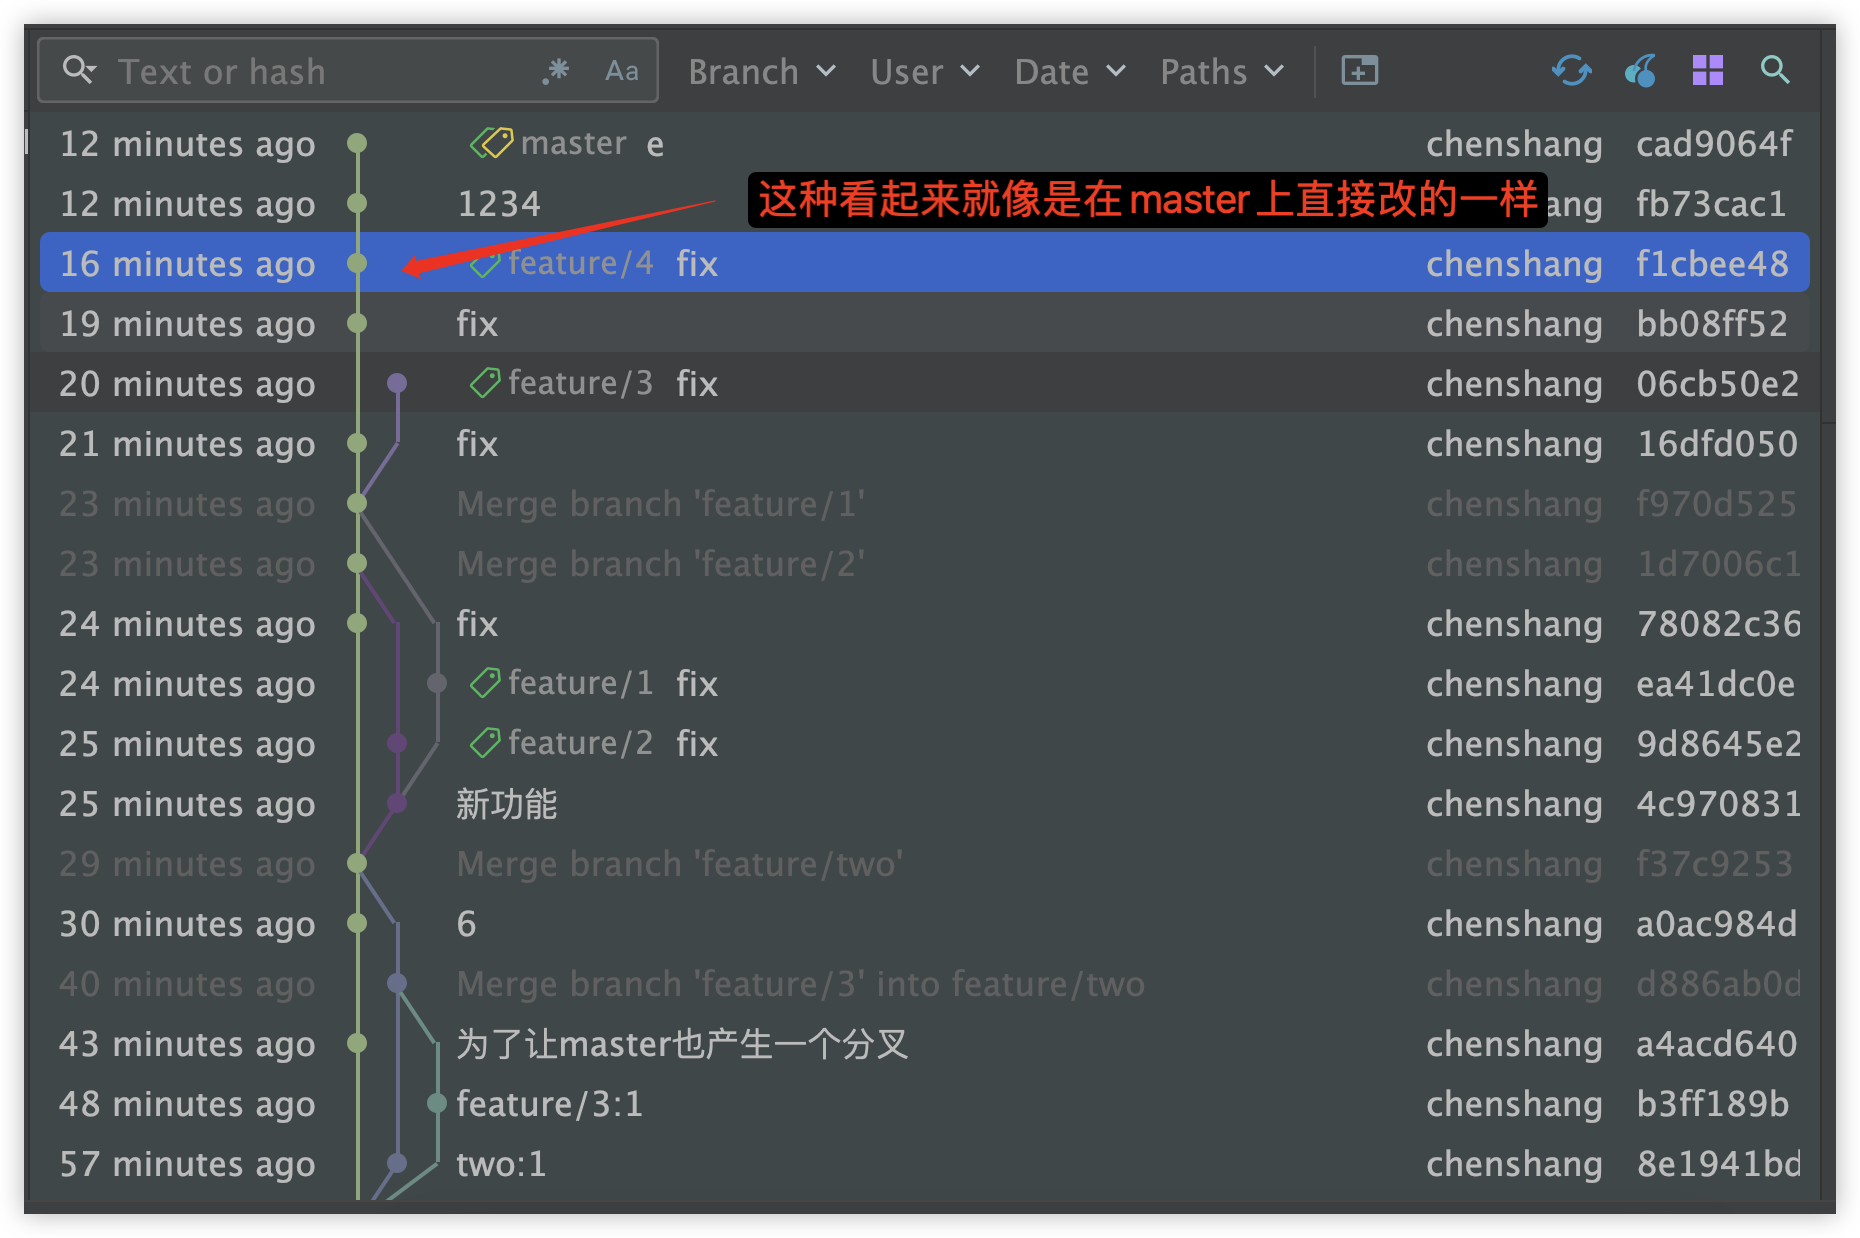 Text or hash .* Aa Branch User Date Paths
12 minutes ago master e chenshang cad9064f
12 minutes ago 1234 ang fb73cac1
这种看起来就像是在 master 上直接改的一样
16 minutes ago feature/4 fix chenshang f1cbee48
19 minutes ago fix chenshang bb08ff52
20 minutes ago feature/3 fix chenshang 06cb50e2
21 minutes ago fix chenshang 16dfd050
23 minutes ago Merge branch 'feature/1' chenshang f970d525
23 minutes ago Merge branch 'feature/2' chenshang 1d7006c1
24 minutes ago fix chenshang 78082c36
24 minutes ago feature/1 fix chenshang ea41dc0e
25 minutes ago feature/2 fix chenshang 9d8645e2
25 minutes ago 新功能 chenshang 4c970831
29 minutes ago Merge branch 'feature/two' chenshang f37c9253
30 minutes ago 6 chenshang a0ac984d
40 minutes ago Merge branch 'feature/3' into feature/two chenshang d886ab0d
43 minutes ago 为了让master也产生一个分叉 chenshang a4acd640
48 minutes ago feature/3:1 chenshang b3ff189b
57 minutes ago two:1 chenshang 8e1941bd